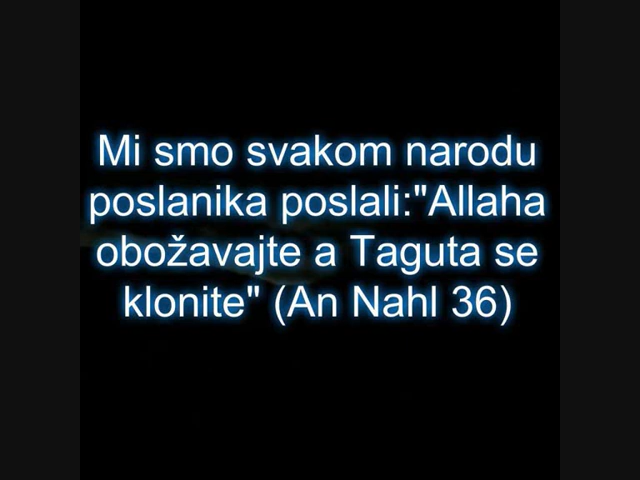 Mi smo svakom narodu
poslanika poslali:"Allaha
obožavajte a Taguta se
klonite" (An Nahl 36)